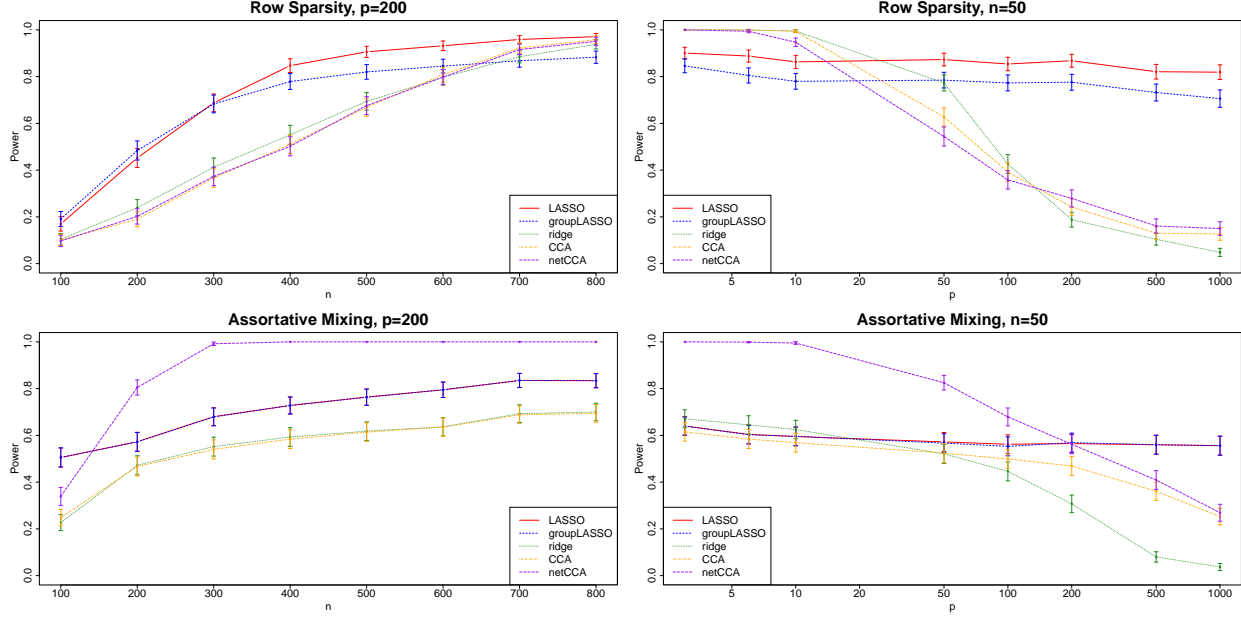 Row Sparsity, p=200
Power
0.0 0.2 0.4 0.6 0.8 1.0
100 200 300 400 500 600 700 800
n
LASSO
groupLASSO
ridge
CCA
netCCA
Row Sparsity, n=50
Power
0.0 0.2 0.4 0.6 0.8 1.0
5 10 50 100 200 500 1000
p
LASSO
groupLASSO
ridge
CCA
netCCA
Assortative Mixing, p=200
Power
0.0 0.2 0.4 0.6 0.8 1.0
100 200 300 400 500 600 700 800
n
LASSO
groupLASSO
ridge
CCA
netCCA
Assortative Mixing, n=50
Power
0.0 0.2 0.4 0.6 0.8 1.0
5 10 50 100 200 500 1000
p
LASSO
groupLASSO
ridge
CCA
netCCA